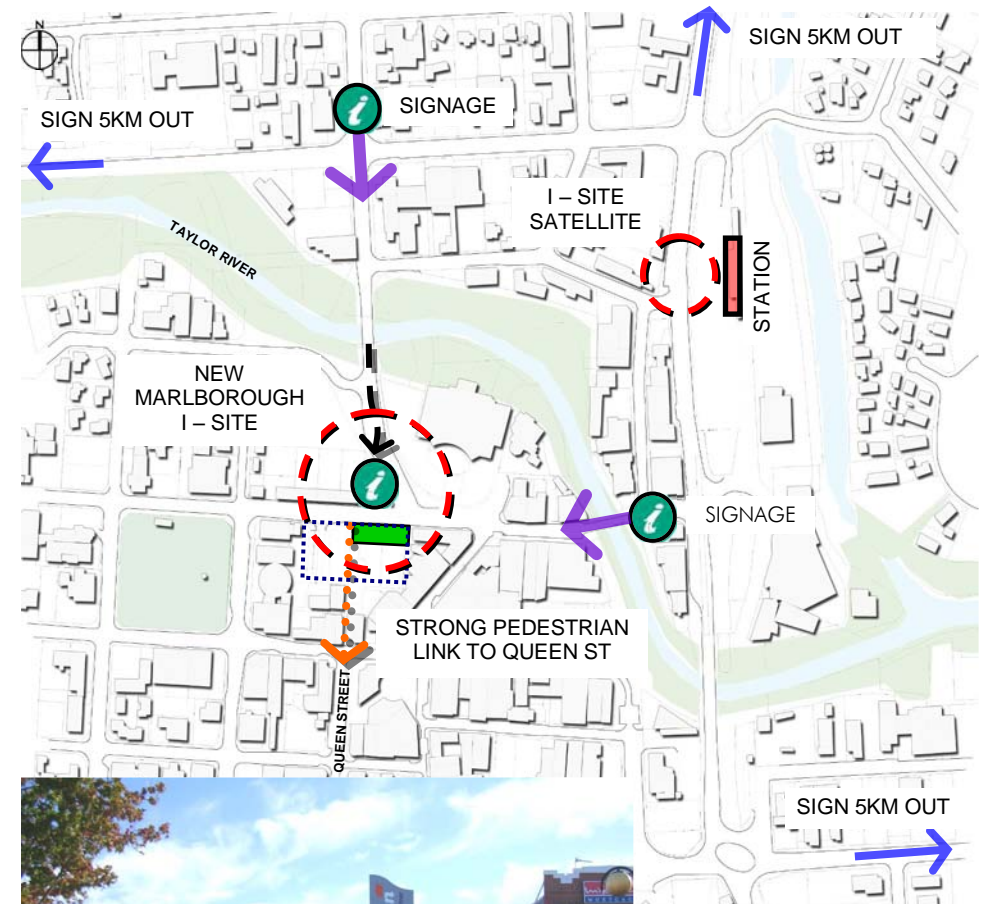 N
SIGN 5KM OUT
SIGNAGE
SIGN 5KM OUT
I – SITE
SATELLITE
TAYLOR RIVER
STATION
NEW
MARLBOROUGH
I – SITE
i
i
i
SIGNAGE
STRONG PEDESTRIAN
LINK TO QUEEN ST
QUEEN STREET
SIGN 5KM OUT